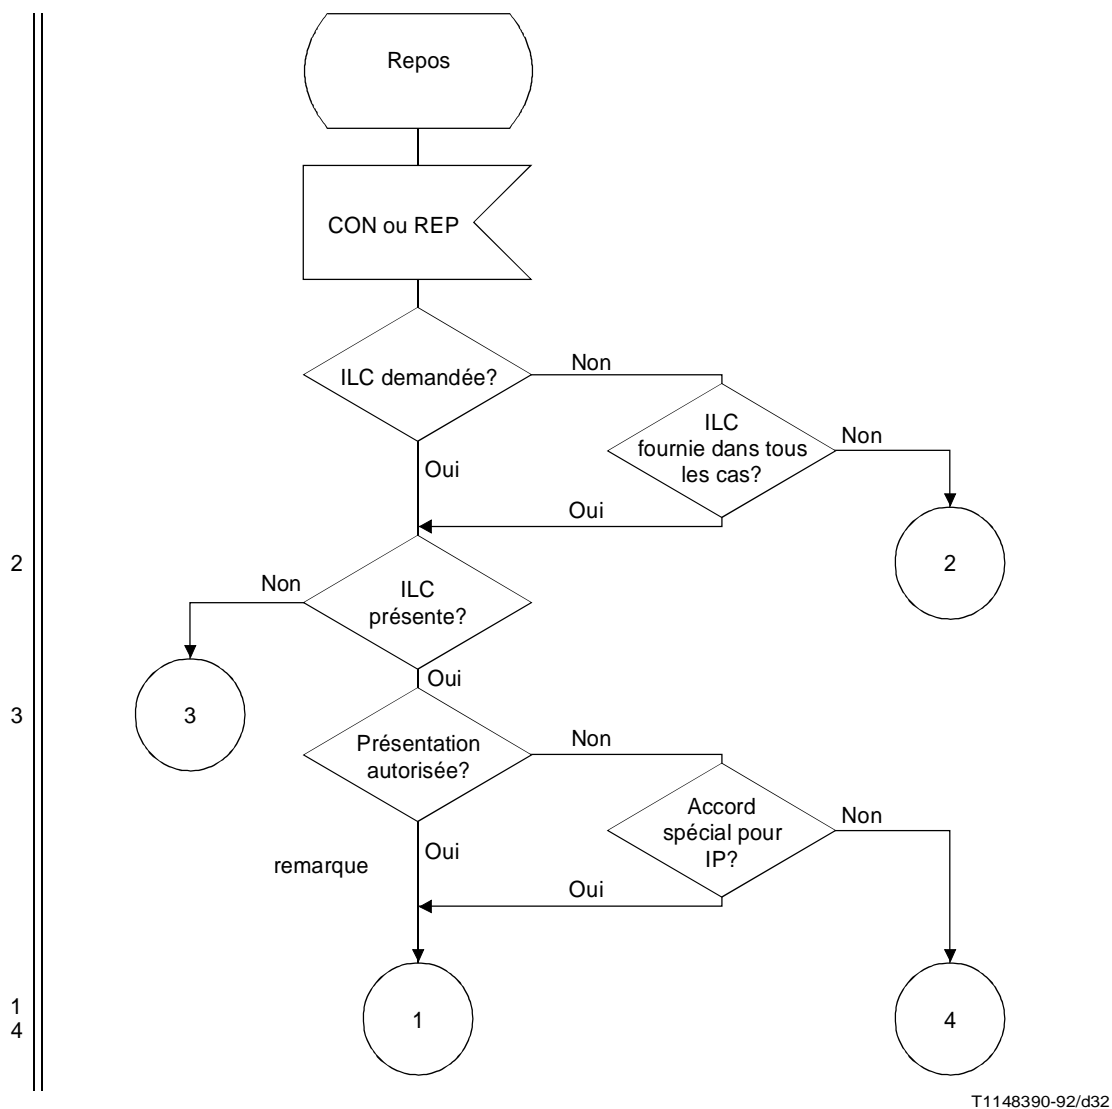 Repos
CON ou REP
ILC demandée?
Non
ILC
fournie dans tous
les cas?
Non
Oui
Oui
2
2
Non
ILC
présente?
Oui
3
3
Présentation
autorisée?
Non
Accord
spécial pour
IP?
Non
remarque
Oui
Oui
1
4
1
4
T1148390-92/d32